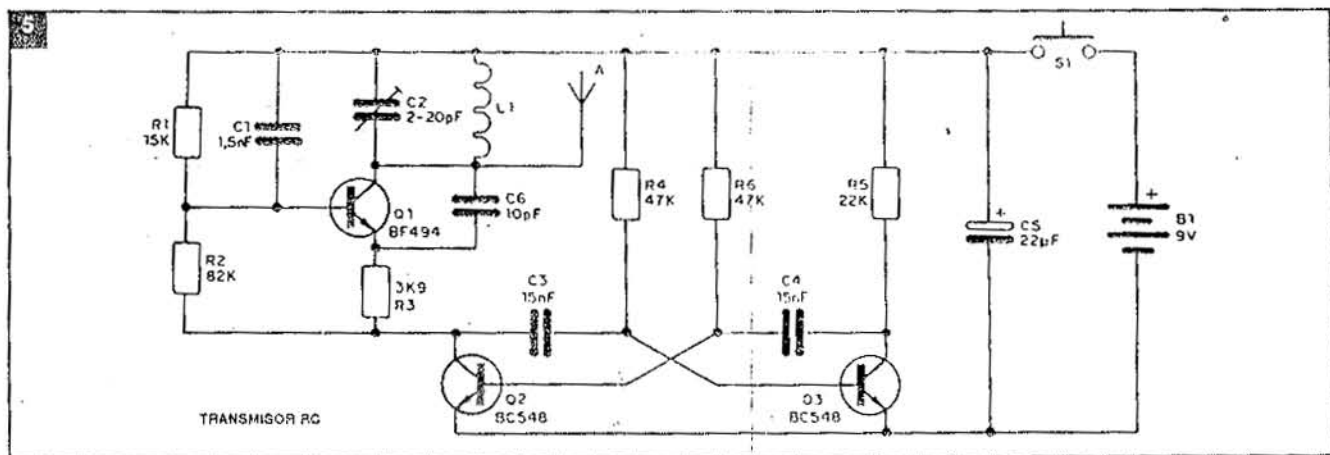 5
R1
15K
C1
1,5nF
C2
2-20pF
L1
A
R4
47K
R6
47K
R5
22K
S1
Q1
BF494
C6
10pF
C5
22µF
+
B1
9V
+
R2
82K
3K9
R3
C3
15nF
C4
15nF
Q2
BC548
Q3
BC548
TRANSMISOR RC